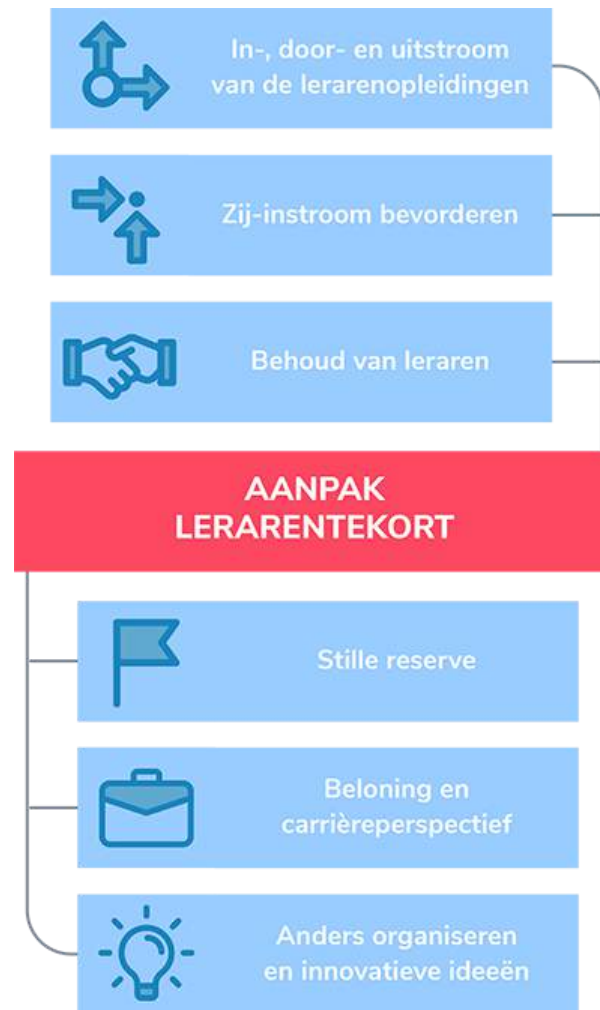 In-, door- en uitstroom
van de lerarenopleidingen
Zij-instroom bevorderen
Behoud van leraren
AANPAK
LERARENTEKORT
Stille reserve
Beloning en
carrièreperspectief
Anders organiseren
en innovatieve ideeën